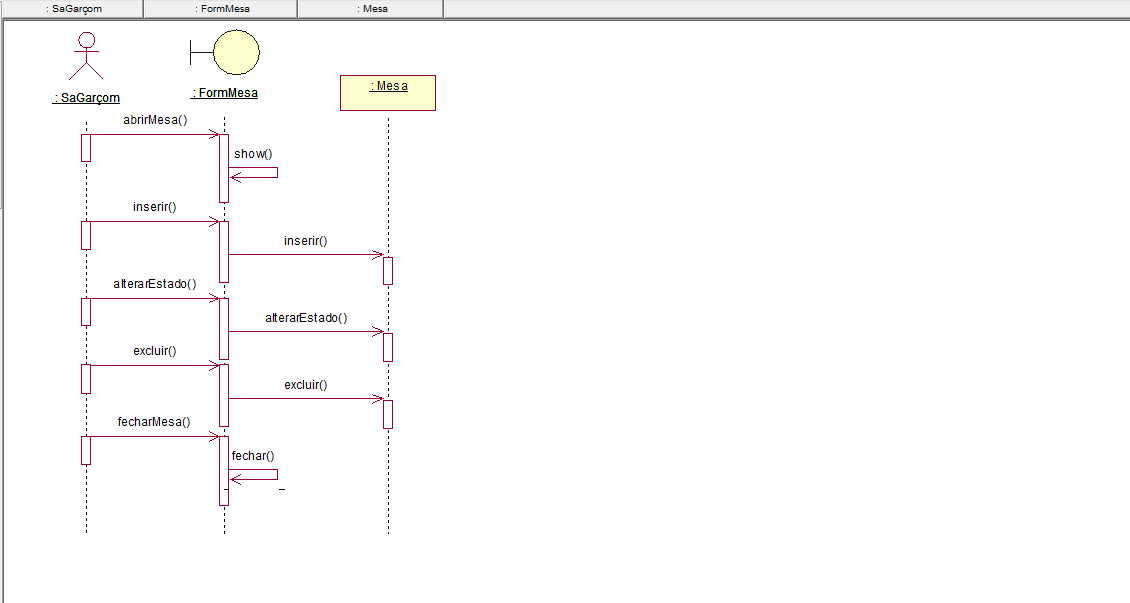 : SaGarçom
: FormMesa
: Mesa
: SaGarçom
: FormMesa
: Mesa
abrirMesa()
show()
inserir()
inserir()
alterarEstado()
alterarEstado()
excluir()
excluir()
fecharMesa()
fechar()